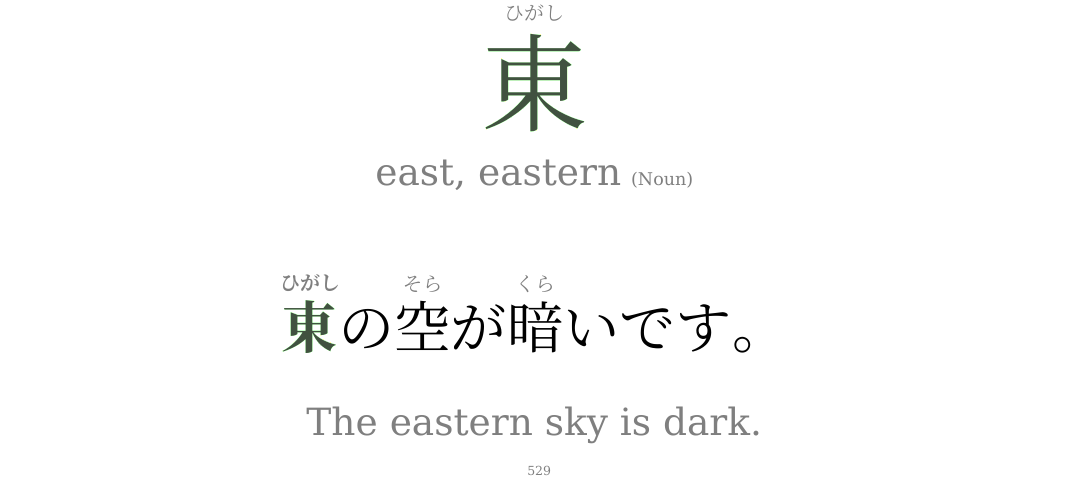 ひがし
東
east, eastern (Noun)
ひがし そら くら
東の空が暗いです。
The eastern sky is dark.
529